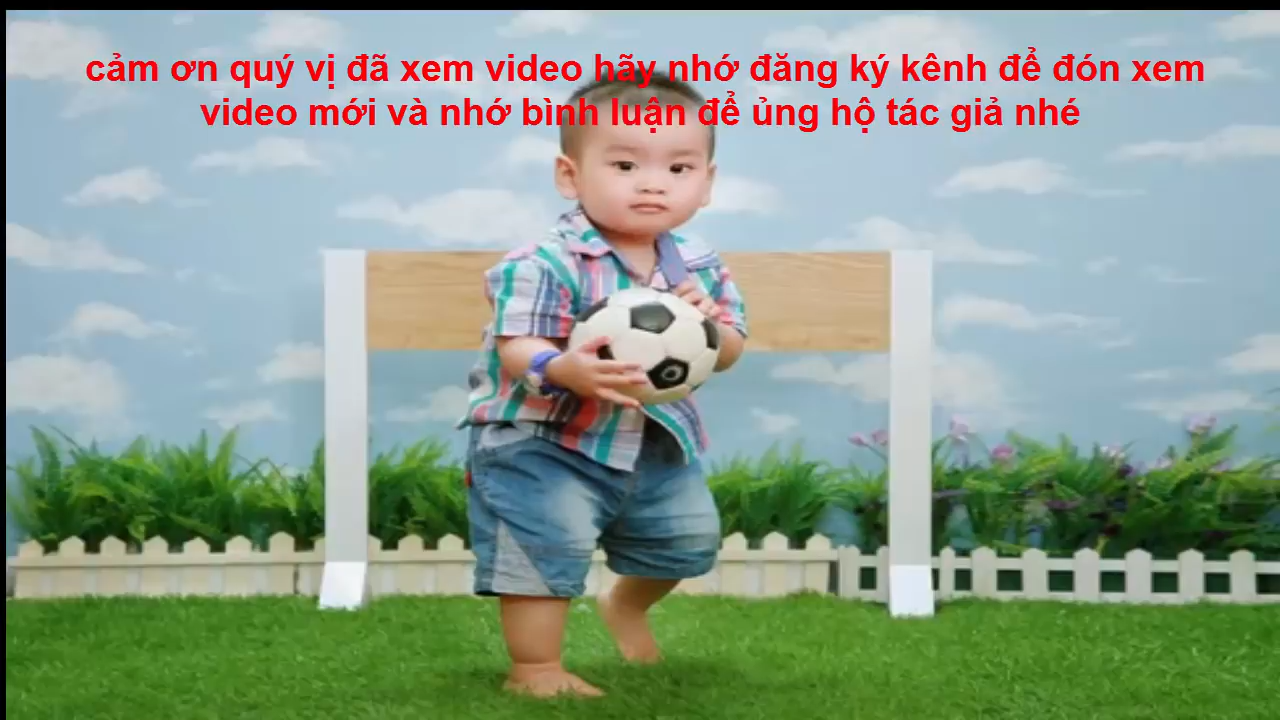 cảm ơn quý vị đã xem video hãy nhớ đăng ký kênh để đón xem
video mới và nhớ bình luận để ủng hộ tác giả nhé